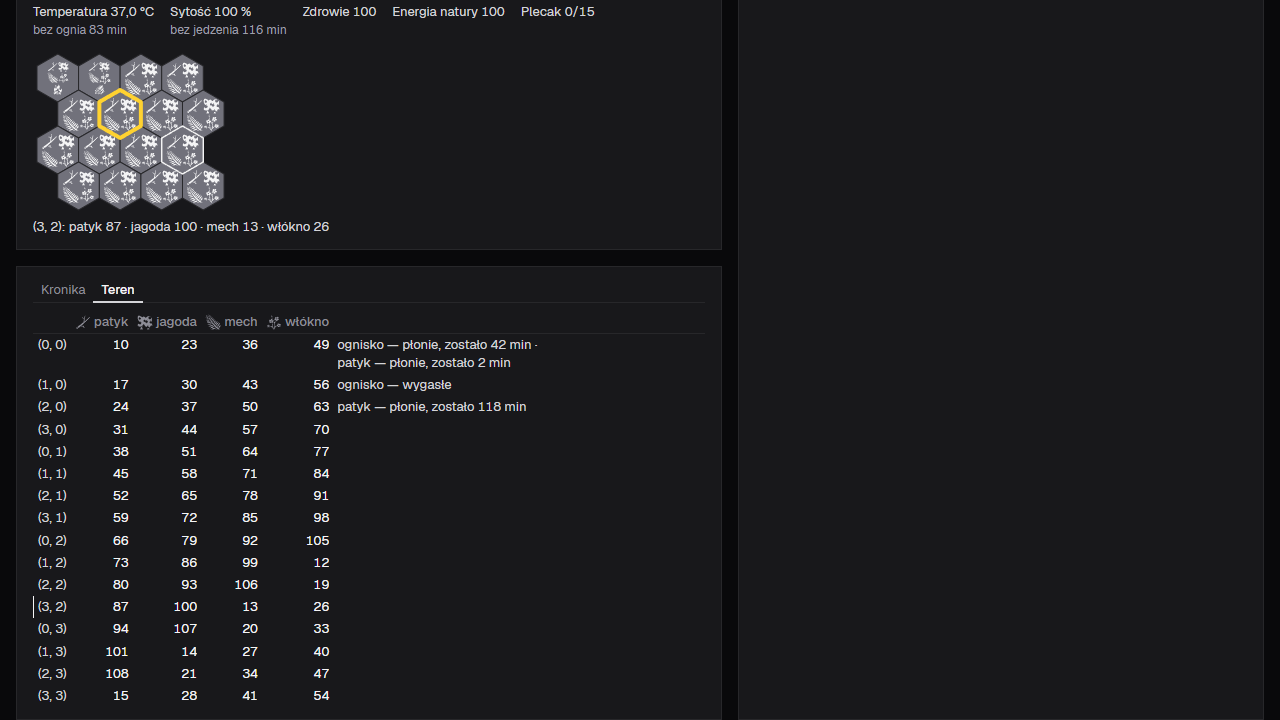 Temperatura 37,0 °C Sytość 100 % Zdrowie 100 Energia natury 100 Plecak 0/15
bez ognia 83 min bez jedzenia 116 min
(3, 2): patyk 87 · jagoda 100 · mech 13 · włókno 26
Kronika Teren
patyk jagoda mech włókno
(0, 0) 10 23 36 49 ognisko — płonie, zostało 42 min ·
patyk — płonie, zostało 2 min
(1, 0) 17 30 43 56 ognisko — wygasłe
(2, 0) 24 37 50 63 patyk — płonie, zostało 118 min
(3, 0) 31 44 57 70
(0, 1) 38 51 64 77
(1, 1) 45 58 71 84
(2, 1) 52 65 78 91
(3, 1) 59 72 85 98
(0, 2) 66 79 92 105
(1, 2) 73 86 99 12
(2, 2) 80 93 106 19
(3, 2) 87 100 13 26
(0, 3) 94 107 20 33
(1, 3) 101 14 27 40
(2, 3) 108 21 34 47
(3, 3) 15 28 41 54